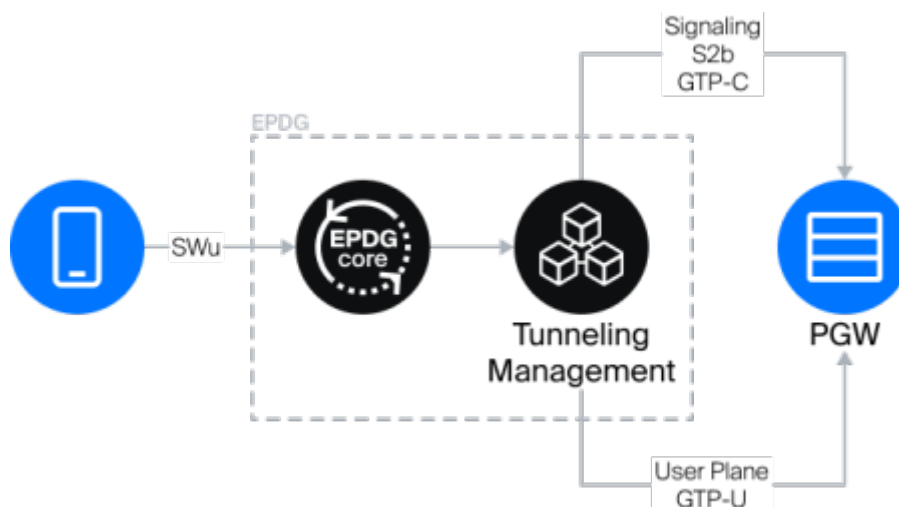 Signaling
S2b
GTP-C
EPDG
SWu
EPDG
core
Tunneling
Management
PGW
User Plane
GTP-U